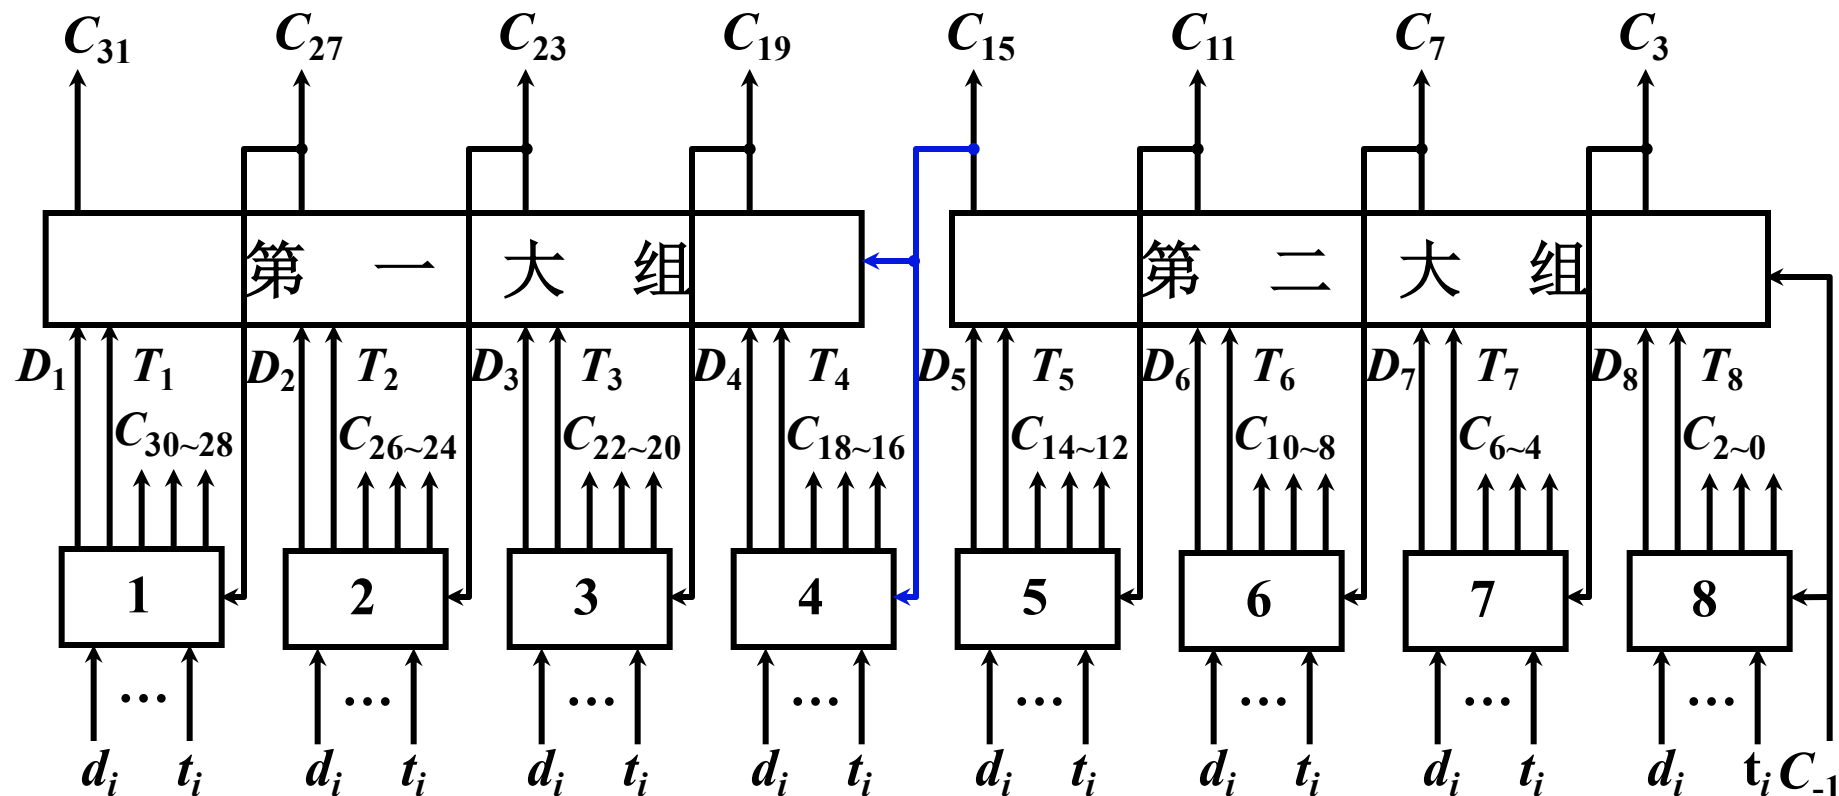 C31 C27 C23 C19 C15 C11 C7 C3
第一大组 第二大组
D1 T1 D2 T2 D3 T3 D4 T4 D5 T5 D6 T6 D7 T7 D8 T8
C30~28 C26~24 C22~20 C18~16 C14~12 C10~8 C6~4 C2~0
1 2 3 4 5 6 7 8
... ... ... ... ... ... ... ...
di ti di ti di ti di ti di ti di ti di ti di ti C-1